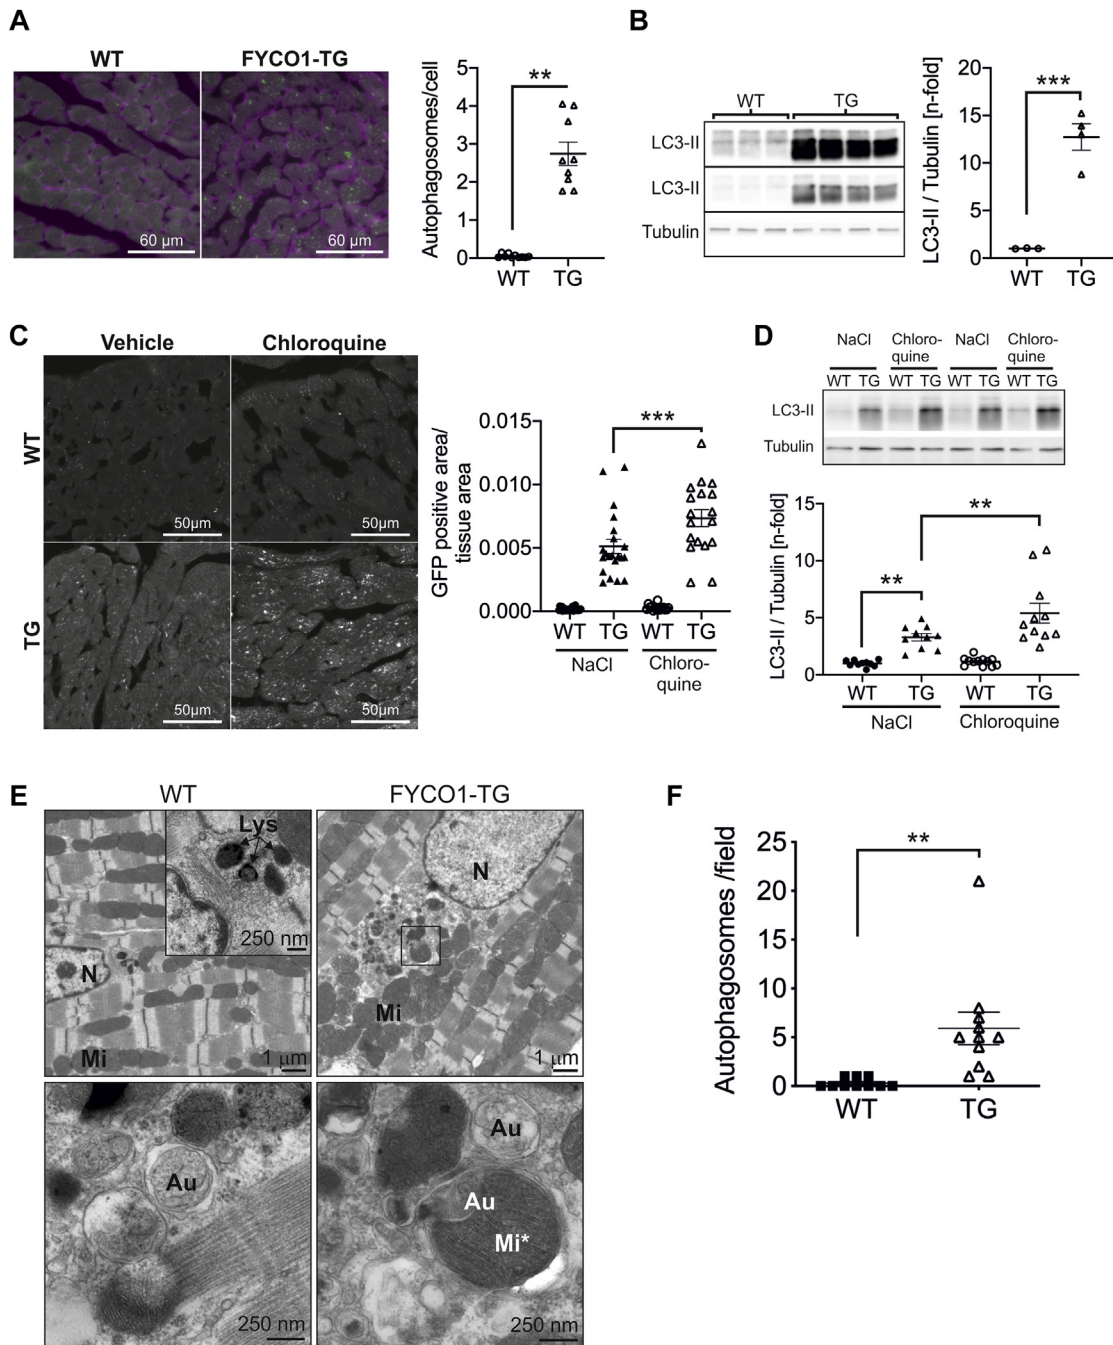 A
WT
FYCO1-TG
60 µm
60 µm
Autophagosomes/cell
5
4
3
2
1
0
**
WT
TG
B
WT
TG
LC3-II
LC3-II
Tubulin
LC3-II / Tubulin [n-fold]
20
15
10
5
0
***
WT
TG
C
Vehicle
Chloroquine
WT
TG
50µm
50µm
50µm
50µm
GFP positive area/
tissue area
0.015
0.010
0.005
0.000
***
WT
TG
WT
TG
NaCl
Chloro-
quine
D
NaCl
Chloro-
quine
NaCl
Chloro-
quine
WT TG WT TG WT TG WT TG
LC3-II
Tubulin
LC3-II / Tubulin [n-fold]
15
10
5
0
**
**
WT
TG
WT
TG
NaCl
Chloroquine
E
WT
FYCO1-TG
Lys
250 nm
N
Mi
1 µm
N
Mi
1 µm
Au
250 nm
Au
Au
Mi*
250 nm
F
Autophagosomes /field
25
20
15
10
5
0
**
WT
TG